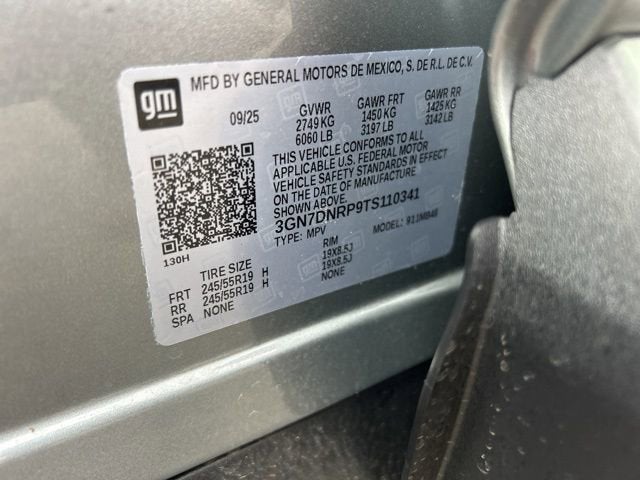 gm
MFD BY GENERAL MOTORS DE MEXICO, S. DE R.L. DE C.V.
09/25
GVWR
2749 KG
6060 LB
GAWR FRT
1450 KG
3197 LB
GAWR RR
1425 KG
3142 LB
THIS VEHICLE CONFORMS TO ALL
APPLICABLE U.S. FEDERAL MOTOR
VEHICLE SAFETY STANDARDS IN EFFECT
ON THE DATE OF MANUFACTURE
SHOWN ABOVE.
3GN7DNRP9TS110341
TYPE: MPV
MODEL:
130H
TIRE SIZE
RIM
FRT 245/55R19 H 19X8.5J
RR 245/55R19 H 19X8.5J
SPA NONE NONE